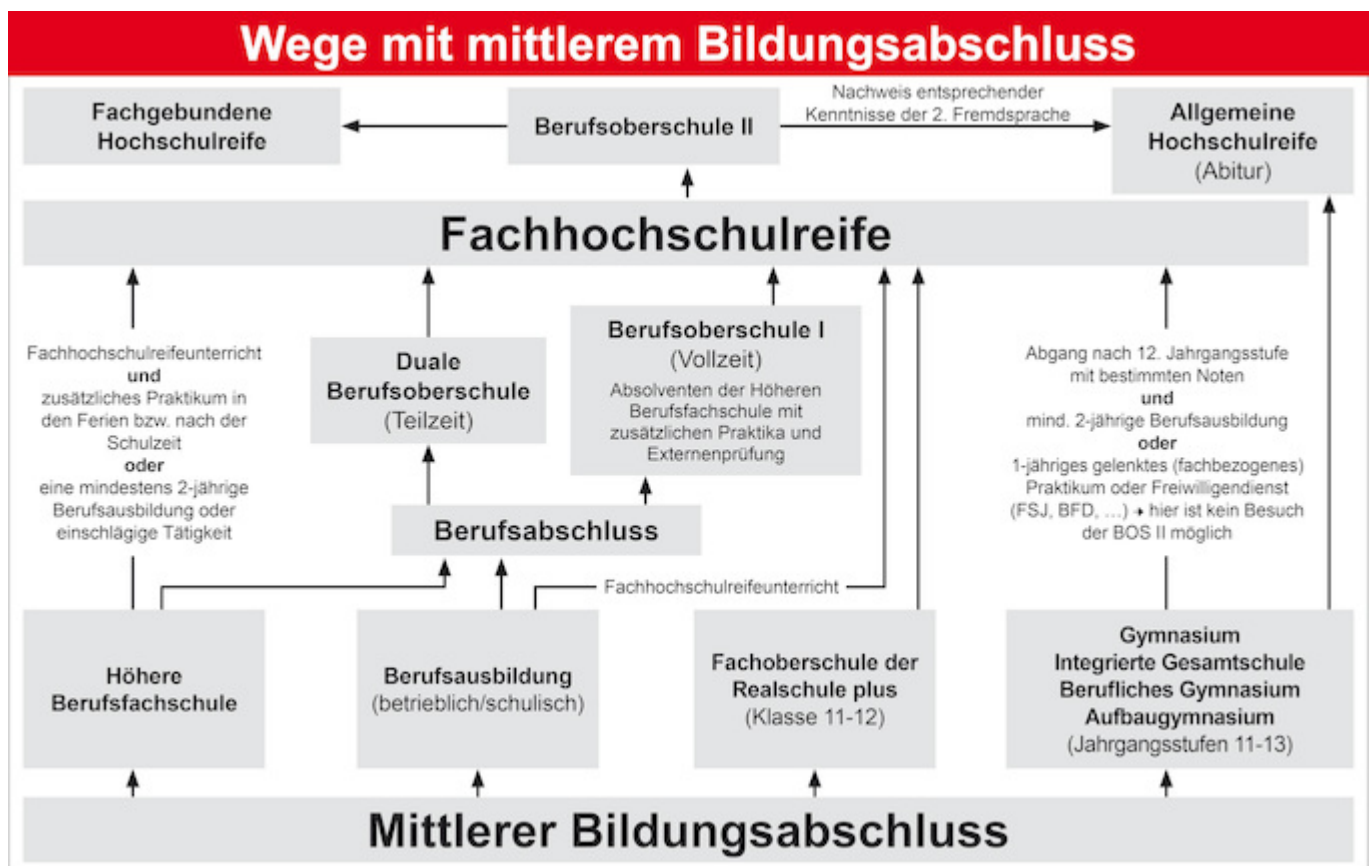 Wege mit mittlerem Bildungsabschluss
Fachgebundene
Hochschulreife
Berufsoberschule II
Nachweis entsprechender
Kenntnisse der 2. Fremdsprache
Allgemeine
Hochschulreife
(Abitur)
Fachhochschulreife
Fachhochschulreifeunterricht
und
zusätzliches Praktikum in
den Ferien bzw. nach der
Schulzeit
oder
eine mindestens 2-jährige
Berufsausbildung oder
einschlägige Tätigkeit
Duale
Berufsoberschule
(Teilzeit)
Berufsoberschule I
(Vollzeit)
Absolventen der Höheren
Berufsfachschule mit
zusätzlichen Praktika und
Externenprüfung
Abgang nach 12. Jahrgangsstufe
mit bestimmten Noten
und
mind. 2-jährige Berufsausbildung
oder
1-jähriges gelenktes (fachbezogenes)
Praktikum oder Freiwilligendienst
(FSJ, BFD, …) → hier ist kein Besuch
der BOS II möglich
Berufsabschluss
Fachhochschulreifeunterricht
Höhere
Berufsfachschule
Berufsausbildung
(betrieblich/schulisch)
Fachoberschule der
Realschule plus
(Klasse 11-12)
Gymnasium
Integrierte Gesamtschule
Berufliches Gymnasium
Aufbaugymnasium
(Jahrgangsstufen 11-13)
Mittlerer Bildungsabschluss